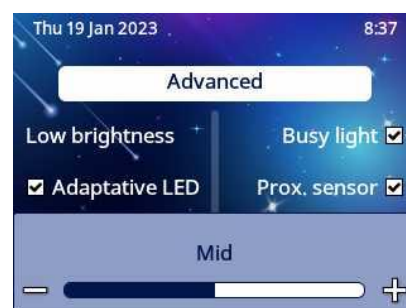 Thu 19 Jan 2023 8:37
Advanced
Low brightness Busy light
Adaptative LED Prox. sensor
Mid